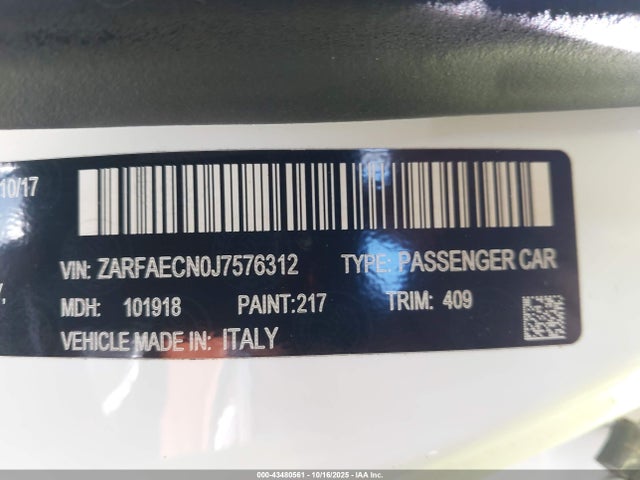 10/17
VIN: ZARFAECN0J7576312 TYPE: PASSENGER CAR
MDH: 101918 PAINT:217 TRIM: 409
VEHICLE MADE IN: ITALY
000-43480561 - 10/16/2025 - IAA Inc.